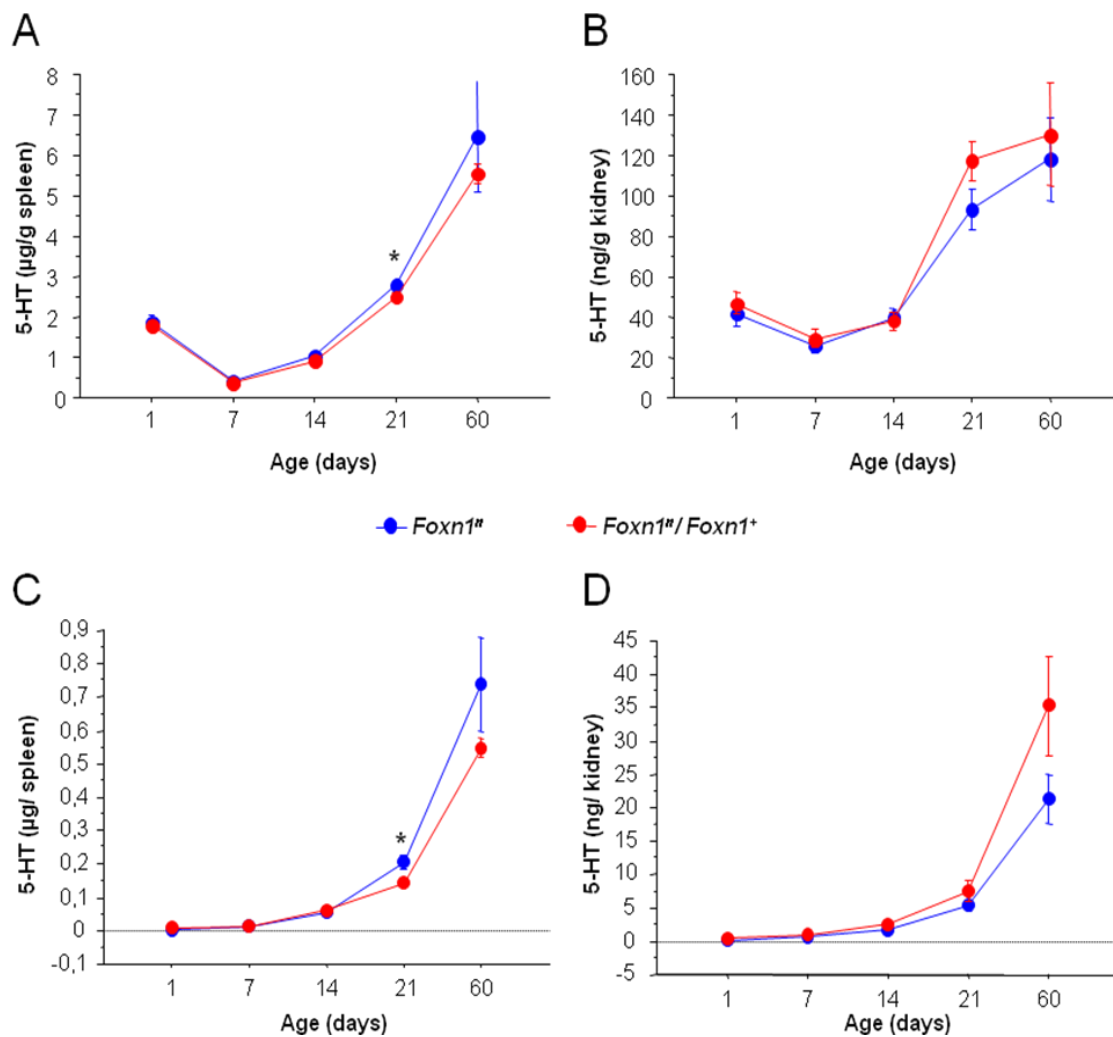 A
5-HT (µg/g spleen)
8
7
6
5
4
3
2
1
0
*
1 7 14 21 60
Age (days)
B
5-HT (ng/g kidney)
160
140
120
100
80
60
40
20
0
1 7 14 21 60
Age (days)
Foxn1ⁿ Foxn1ⁿ/Foxn1⁺
C
5-HT (µg/ spleen)
0,9
0,8
0,7
0,6
0,5
0,4
0,3
0,2
0,1
0
-0,1
*
1 7 14 21 60
Age (days)
D
5-HT (ng/ kidney)
45
40
35
30
25
20
15
10
5
0
-5
1 7 14 21 60
Age (days)